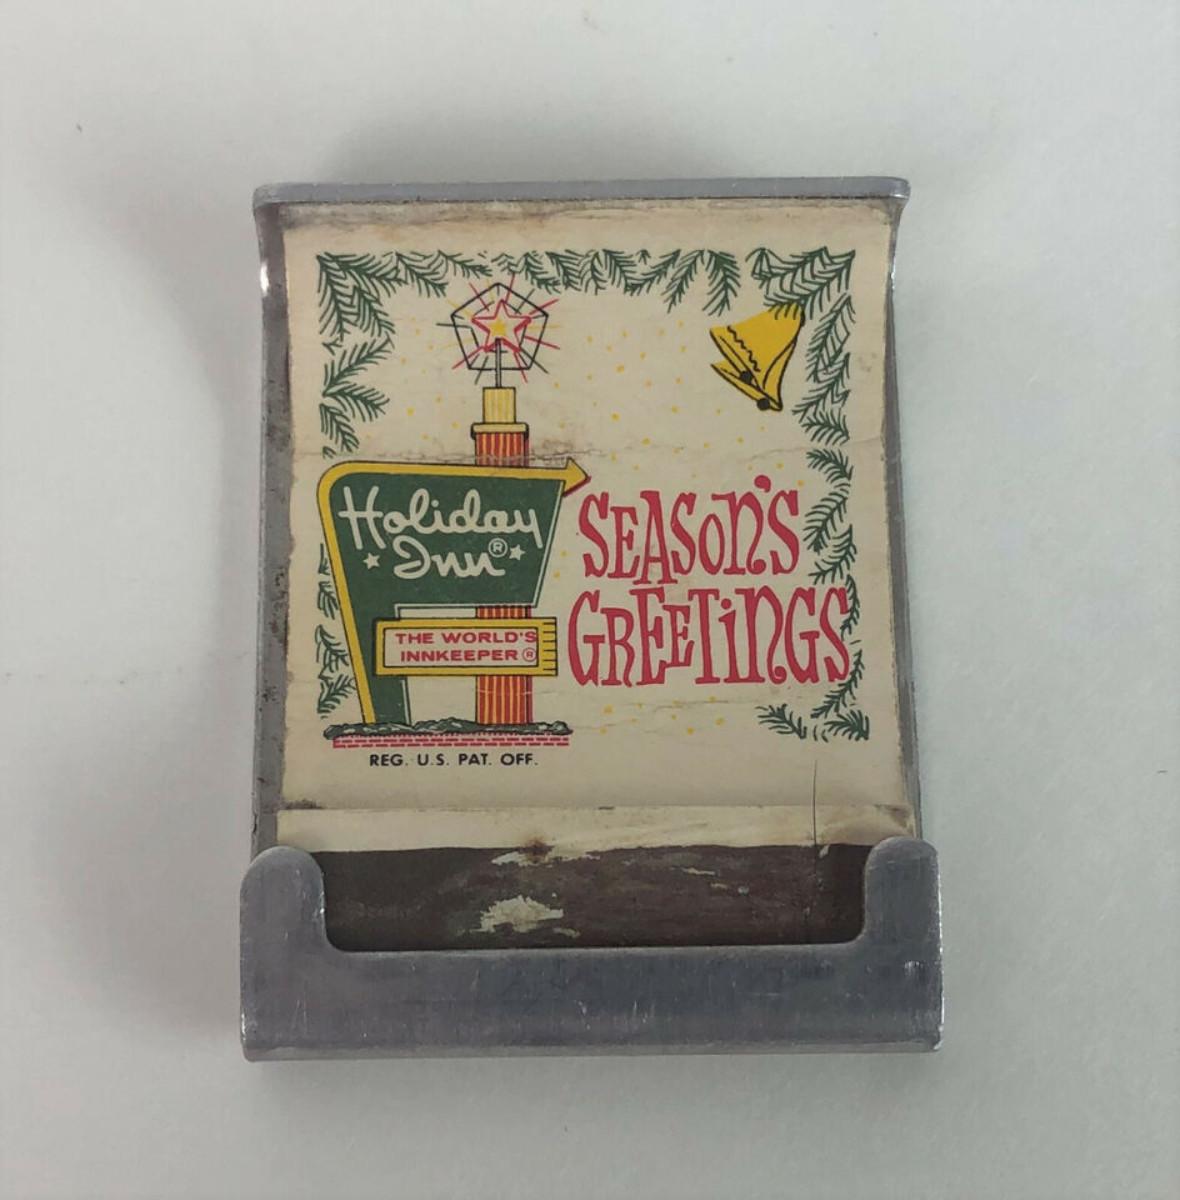 Holiday
Inn®
THE WORLD'S
INNKEEPER®
SEASON'S
GREETINGS
REG. U.S. PAT. OFF.